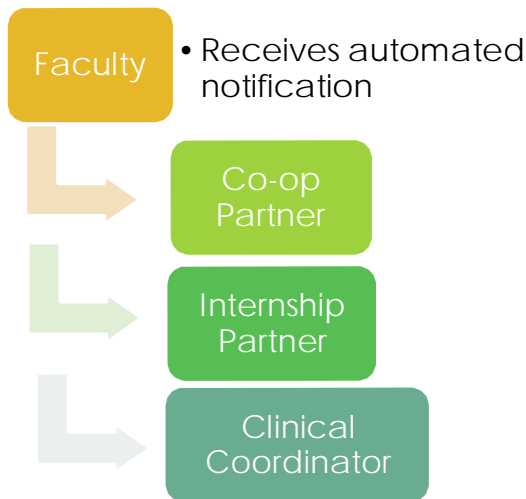 Faculty
• Receives automated
notification
Co-op
Partner
Internship
Partner
Clinical
Coordinator